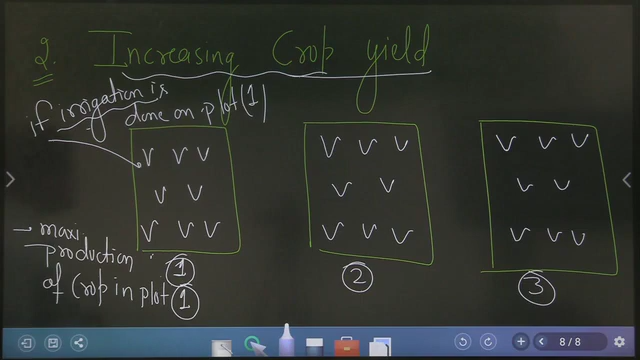 2. Increasing Crop yield
if irrigation is
done on plot (1)
→ maxi.
production
of Crop in plot 1
1
2
3
8 / 8